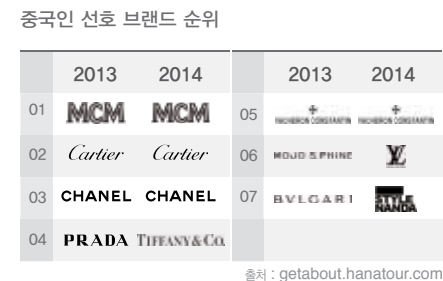 중국인 선호 브랜드 순위
2013 2014
01 MCM MCM
02 Cartier Cartier
03 CHANEL CHANEL
04 PRADA TIFFANY & CO.
2013 2014
05 VACHERON CONSTANTIN VACHERON CONSTANTIN
06 MOJO S.PHINE LV
07 BVLGARI STYLE NANDA
출처 : getabout.hanatour.com